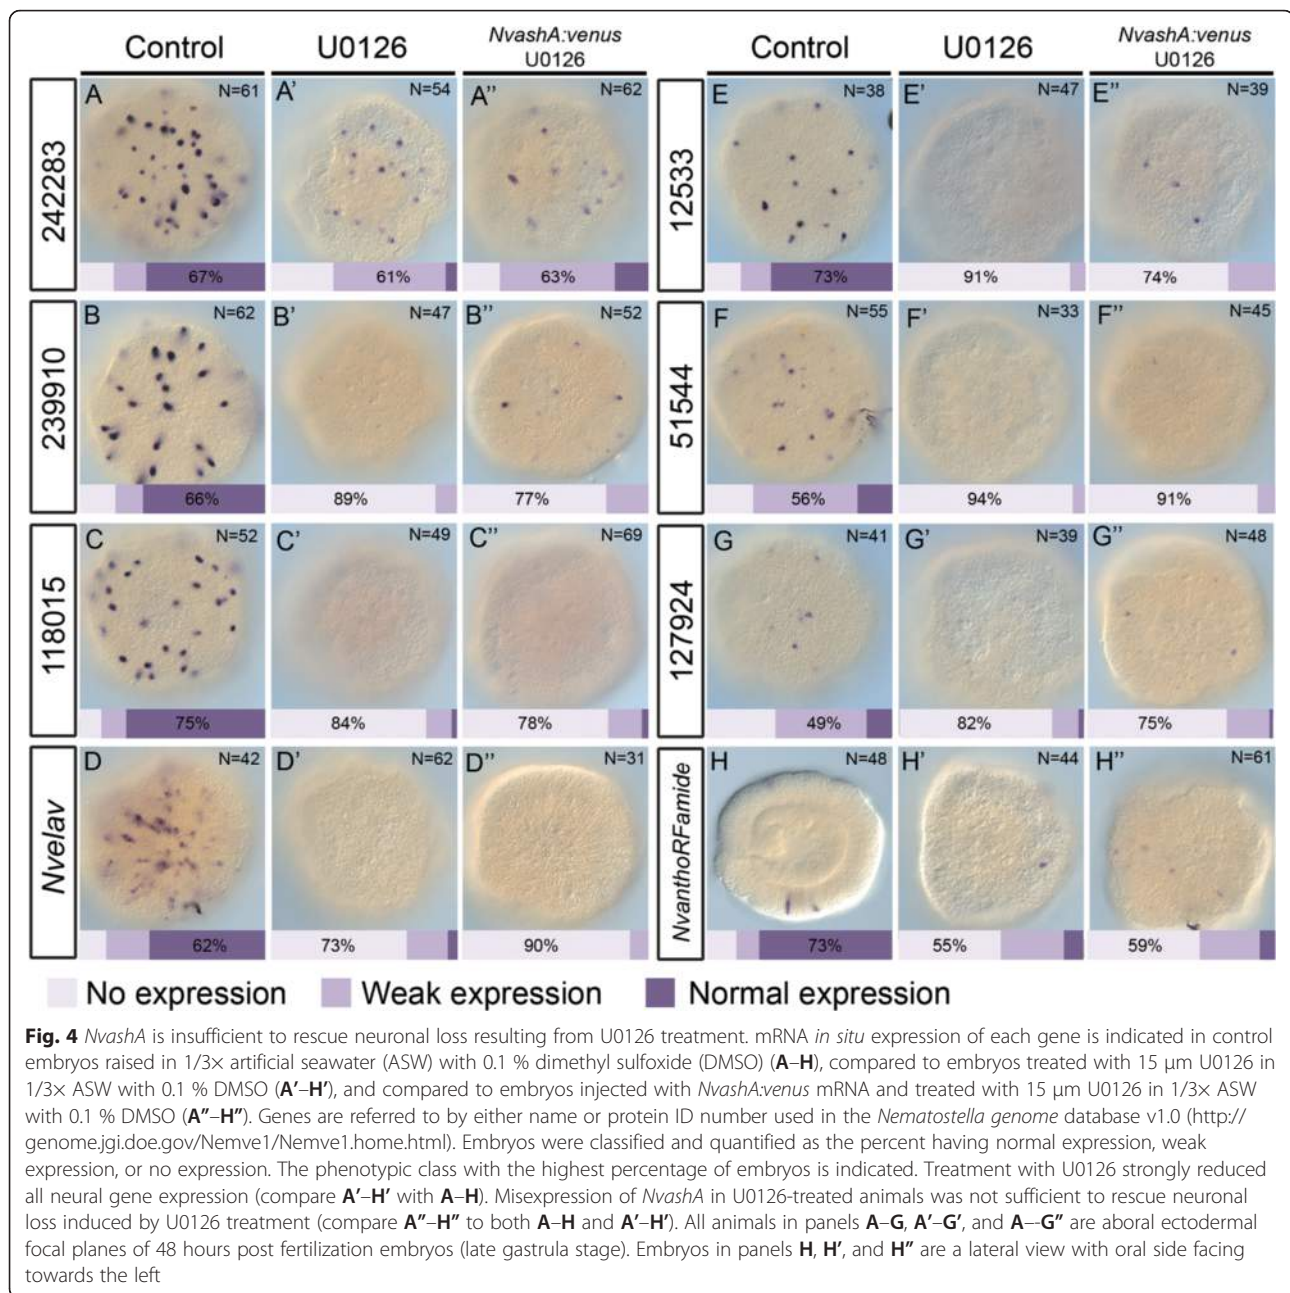 Control U0126 NvashA:venus U0126 Control U0126 NvashA:venus U0126
242283
A N=61 A' N=54 A'' N=62
67% 61% 63%
12533
E N=38 E' N=47 E'' N=39
73% 91% 74%
239910
B N=62 B' N=47 B'' N=52
66% 89% 77%
51544
F N=55 F' N=33 F'' N=45
56% 94% 91%
118015
C N=52 C' N=49 C'' N=69
75% 84% 78%
127924
G N=41 G' N=39 G'' N=48
49% 82% 75%
Nvelav
D N=42 D' N=62 D'' N=31
62% 73% 90%
NvanthoRFamide
H N=48 H' N=44 H'' N=61
73% 55% 59%
No expression Weak expression Normal expression
Fig. 4 NvashA is insufficient to rescue neuronal loss resulting from U0126 treatment. mRNA in situ expression of each gene is indicated in control
embryos raised in 1/3× artificial seawater (ASW) with 0.1 % dimethyl sulfoxide (DMSO) (A–H), compared to embryos treated with 15 μm U0126 in
1/3× ASW with 0.1 % DMSO (A′–H′), and compared to embryos injected with NvashA:venus mRNA and treated with 15 μm U0126 in 1/3× ASW
with 0.1 % DMSO (A″–H″). Genes are referred to by either name or protein ID number used in the Nematostella genome database v1.0 (http://
genome.jgi.doe.gov/Nemve1/Nemve1.home.html). Embryos were classified and quantified as the percent having normal expression, weak
expression, or no expression. The phenotypic class with the highest percentage of embryos is indicated. Treatment with U0126 strongly reduced
all neural gene expression (compare A′–H′ with A–H). Misexpression of NvashA in U0126-treated animals was not sufficient to rescue neuronal
loss induced by U0126 treatment (compare A″–H″ to both A–H and A′–H′). All animals in panels A–G, A′–G′, and A–-G″ are aboral ectodermal
focal planes of 48 hours post fertilization embryos (late gastrula stage). Embryos in panels H, H′, and H″ are a lateral view with oral side facing
towards the left